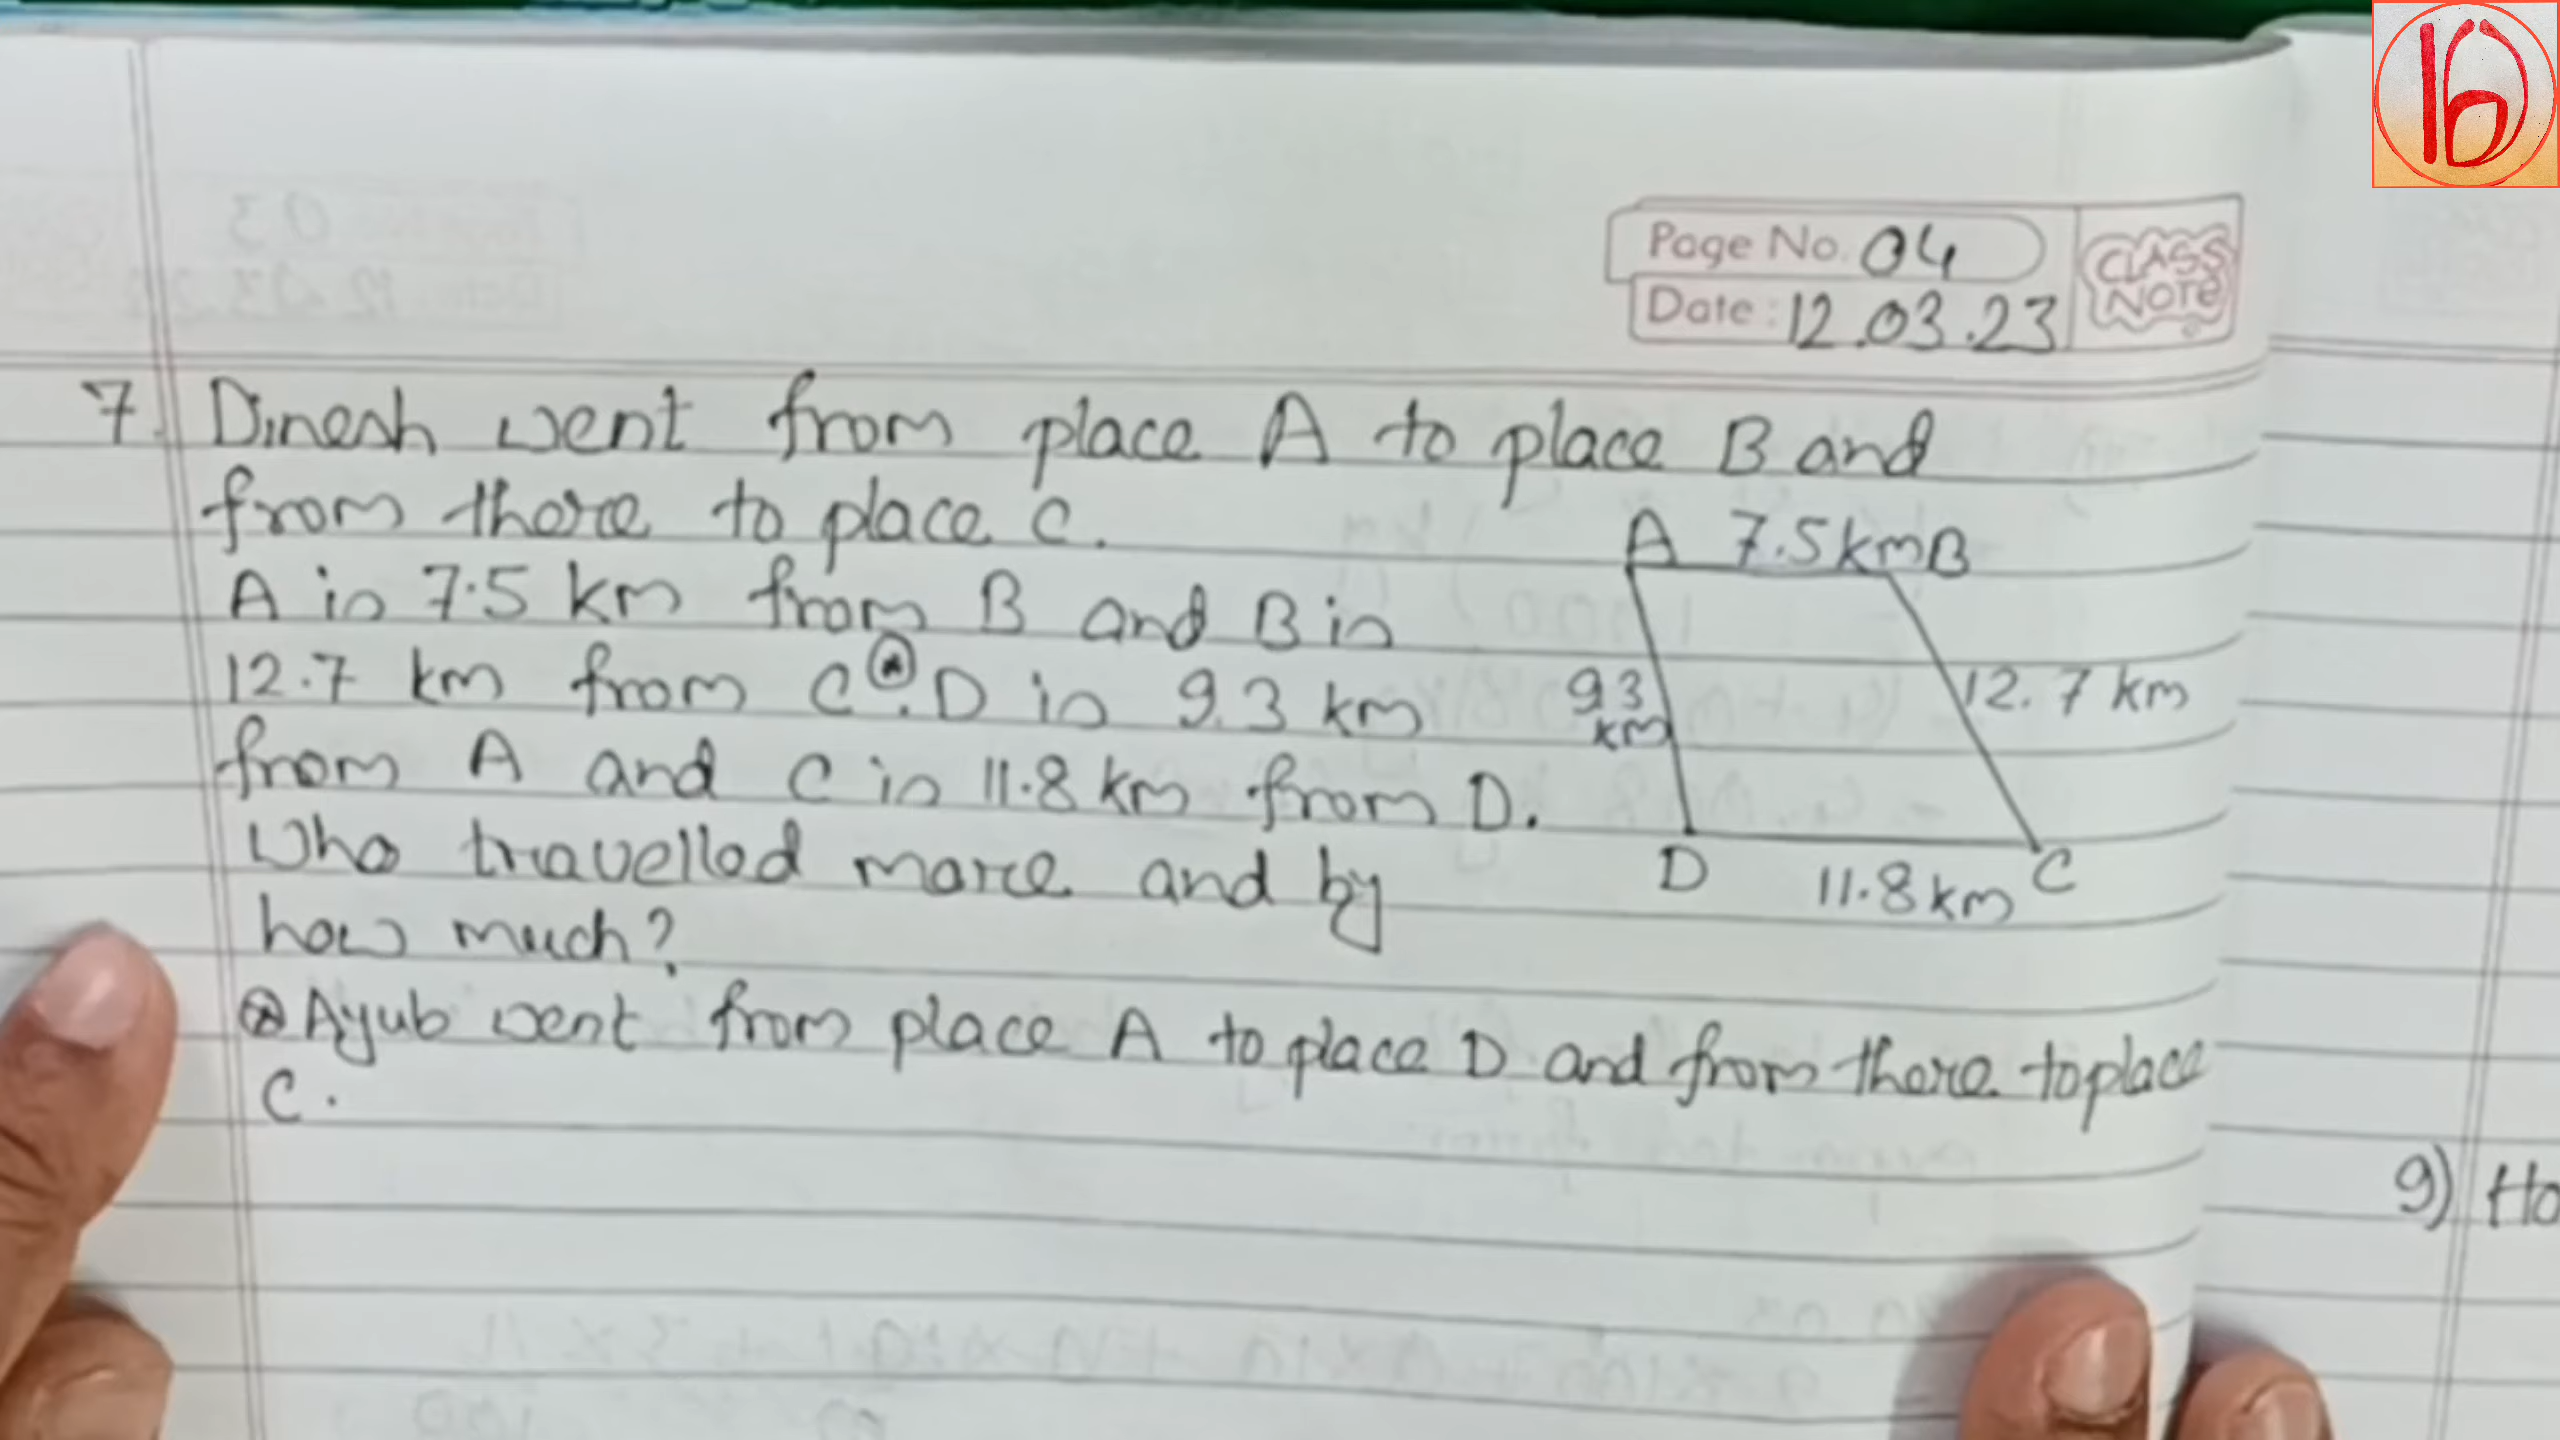 Page No. 04
Date: 12.03.23
CLASS
NOTE
7. Dinesh went from place A to place B and
from there to place C.
A is 7.5 km from B and B is
12.7 km from C. D is 9.3 km
from A and C is 11.8 km from D.
Who travelled more and by
how much?
Ayub went from place A to place D and from there to place
C.
A 7.5 km B
9.3
km
12.7 km
D 11.8 km C
9) Ho